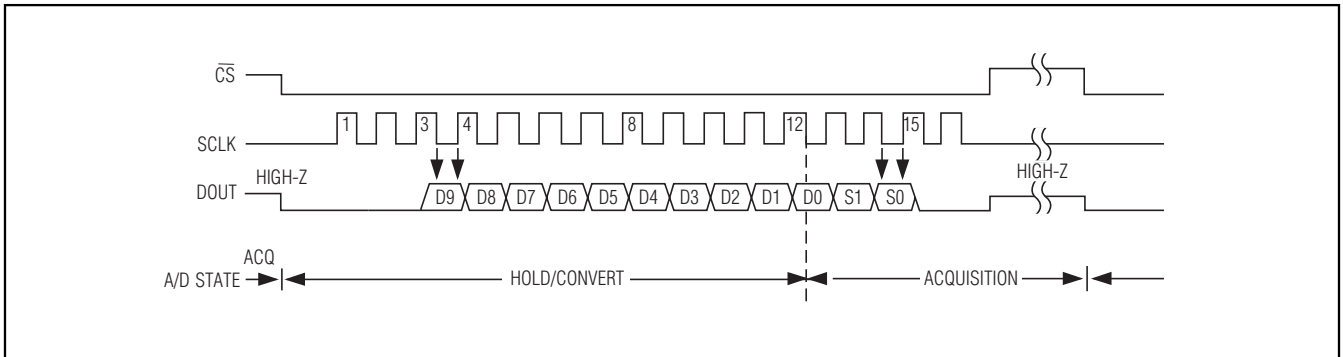 CS
SCLK 1 3 4 8 12 15
HIGH-Z HIGH-Z
DOUT D9 D8 D7 D6 D5 D4 D3 D2 D1 D0 S1 S0
ACQ
A/D STATE HOLD/CONVERT ACQUISITION